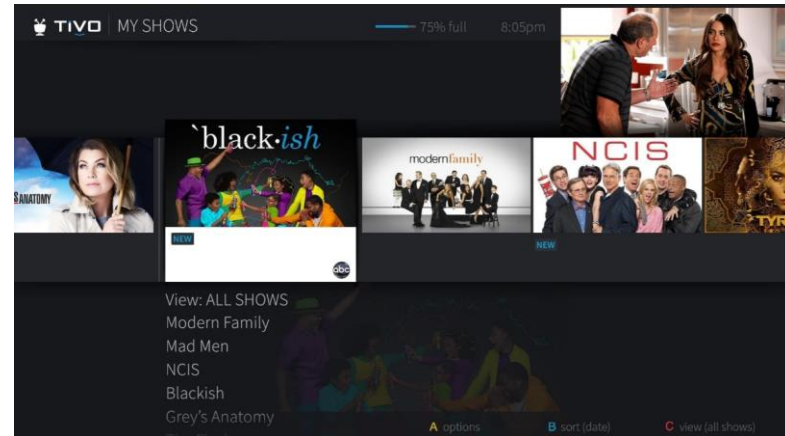 TIVO MY SHOWS
75% full
8:05pm
'S ANATOMY
`black·ish
modernfamily
NCIS
TYR
NEW
abc
NEW
View: ALL SHOWS
Modern Family
Mad Men
NCIS
Blackish
Grey's Anatomy
A options
B sort (date)
C view (all shows)